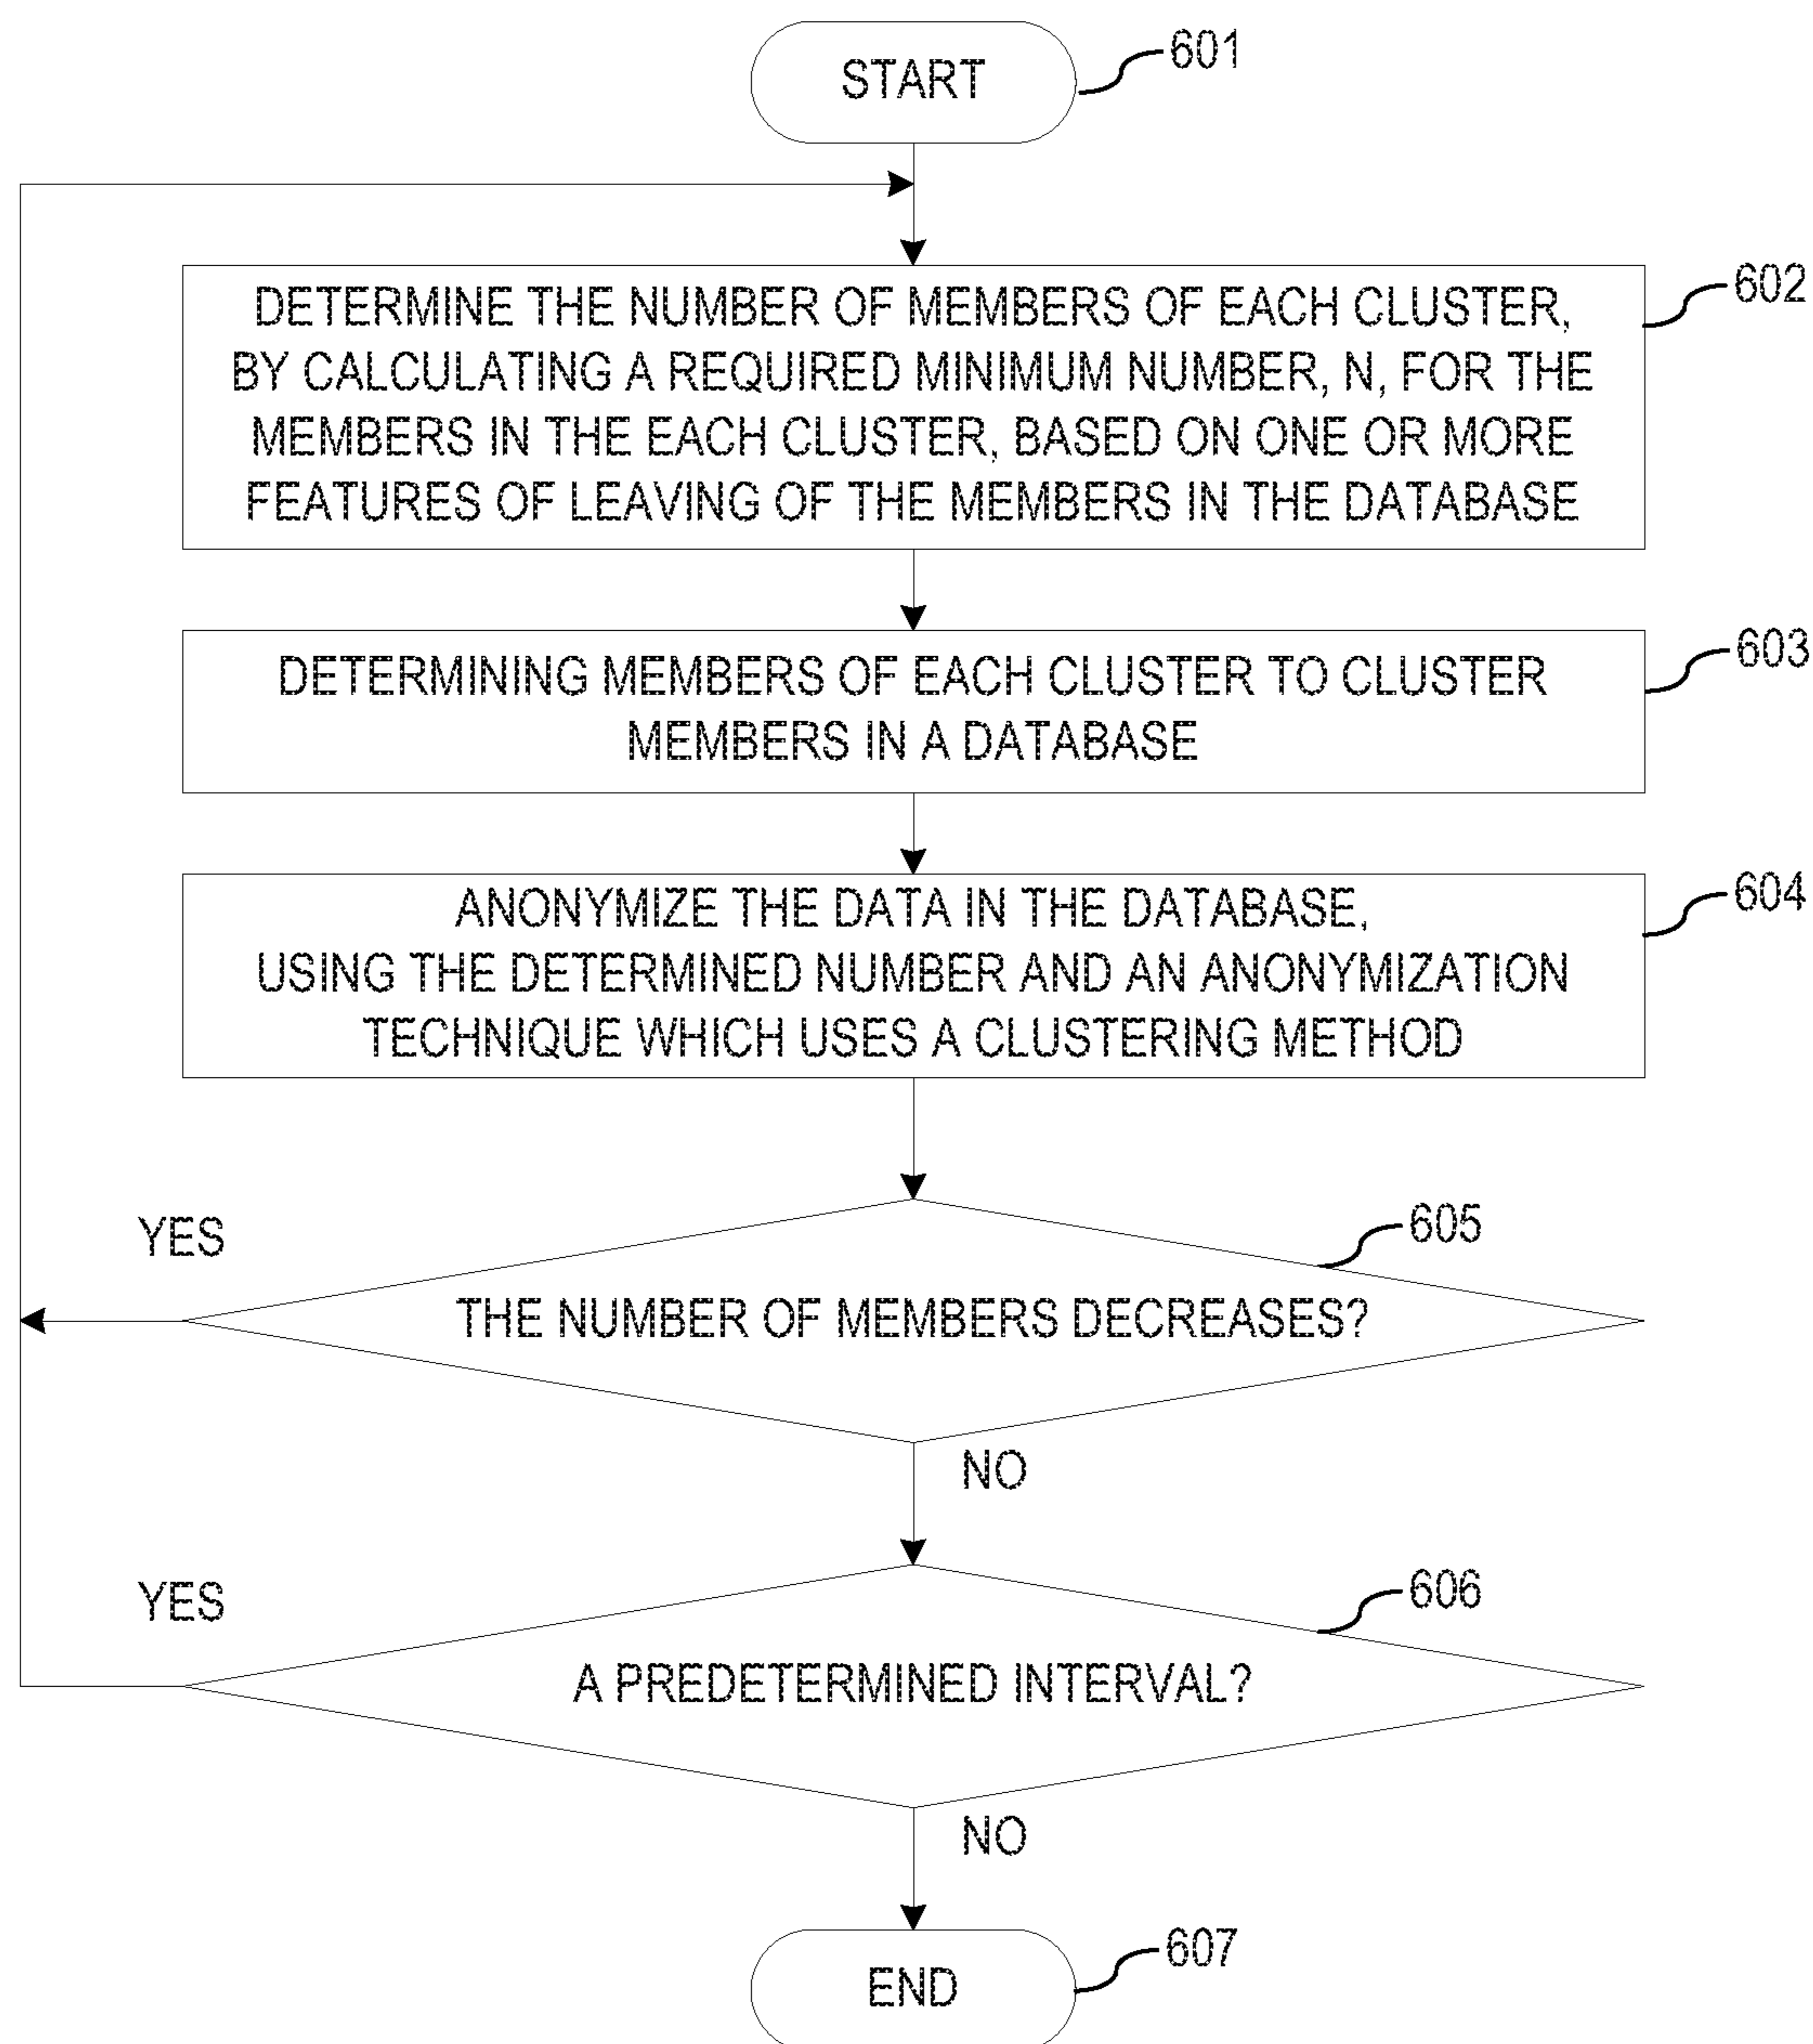 START
601
DETERMINE THE NUMBER OF MEMBERS OF EACH CLUSTER,
BY CALCULATING A REQUIRED MINIMUM NUMBER, N, FOR THE
MEMBERS IN THE EACH CLUSTER, BASED ON ONE OR MORE
FEATURES OF LEAVING OF THE MEMBERS IN THE DATABASE
602
DETERMINING MEMBERS OF EACH CLUSTER TO CLUSTER
MEMBERS IN A DATABASE
603
ANONYMIZE THE DATA IN THE DATABASE,
USING THE DETERMINED NUMBER AND AN ANONYMIZATION
TECHNIQUE WHICH USES A CLUSTERING METHOD
604
YES
605
THE NUMBER OF MEMBERS DECREASES?
NO
YES
606
A PREDETERMINED INTERVAL?
NO
END
607